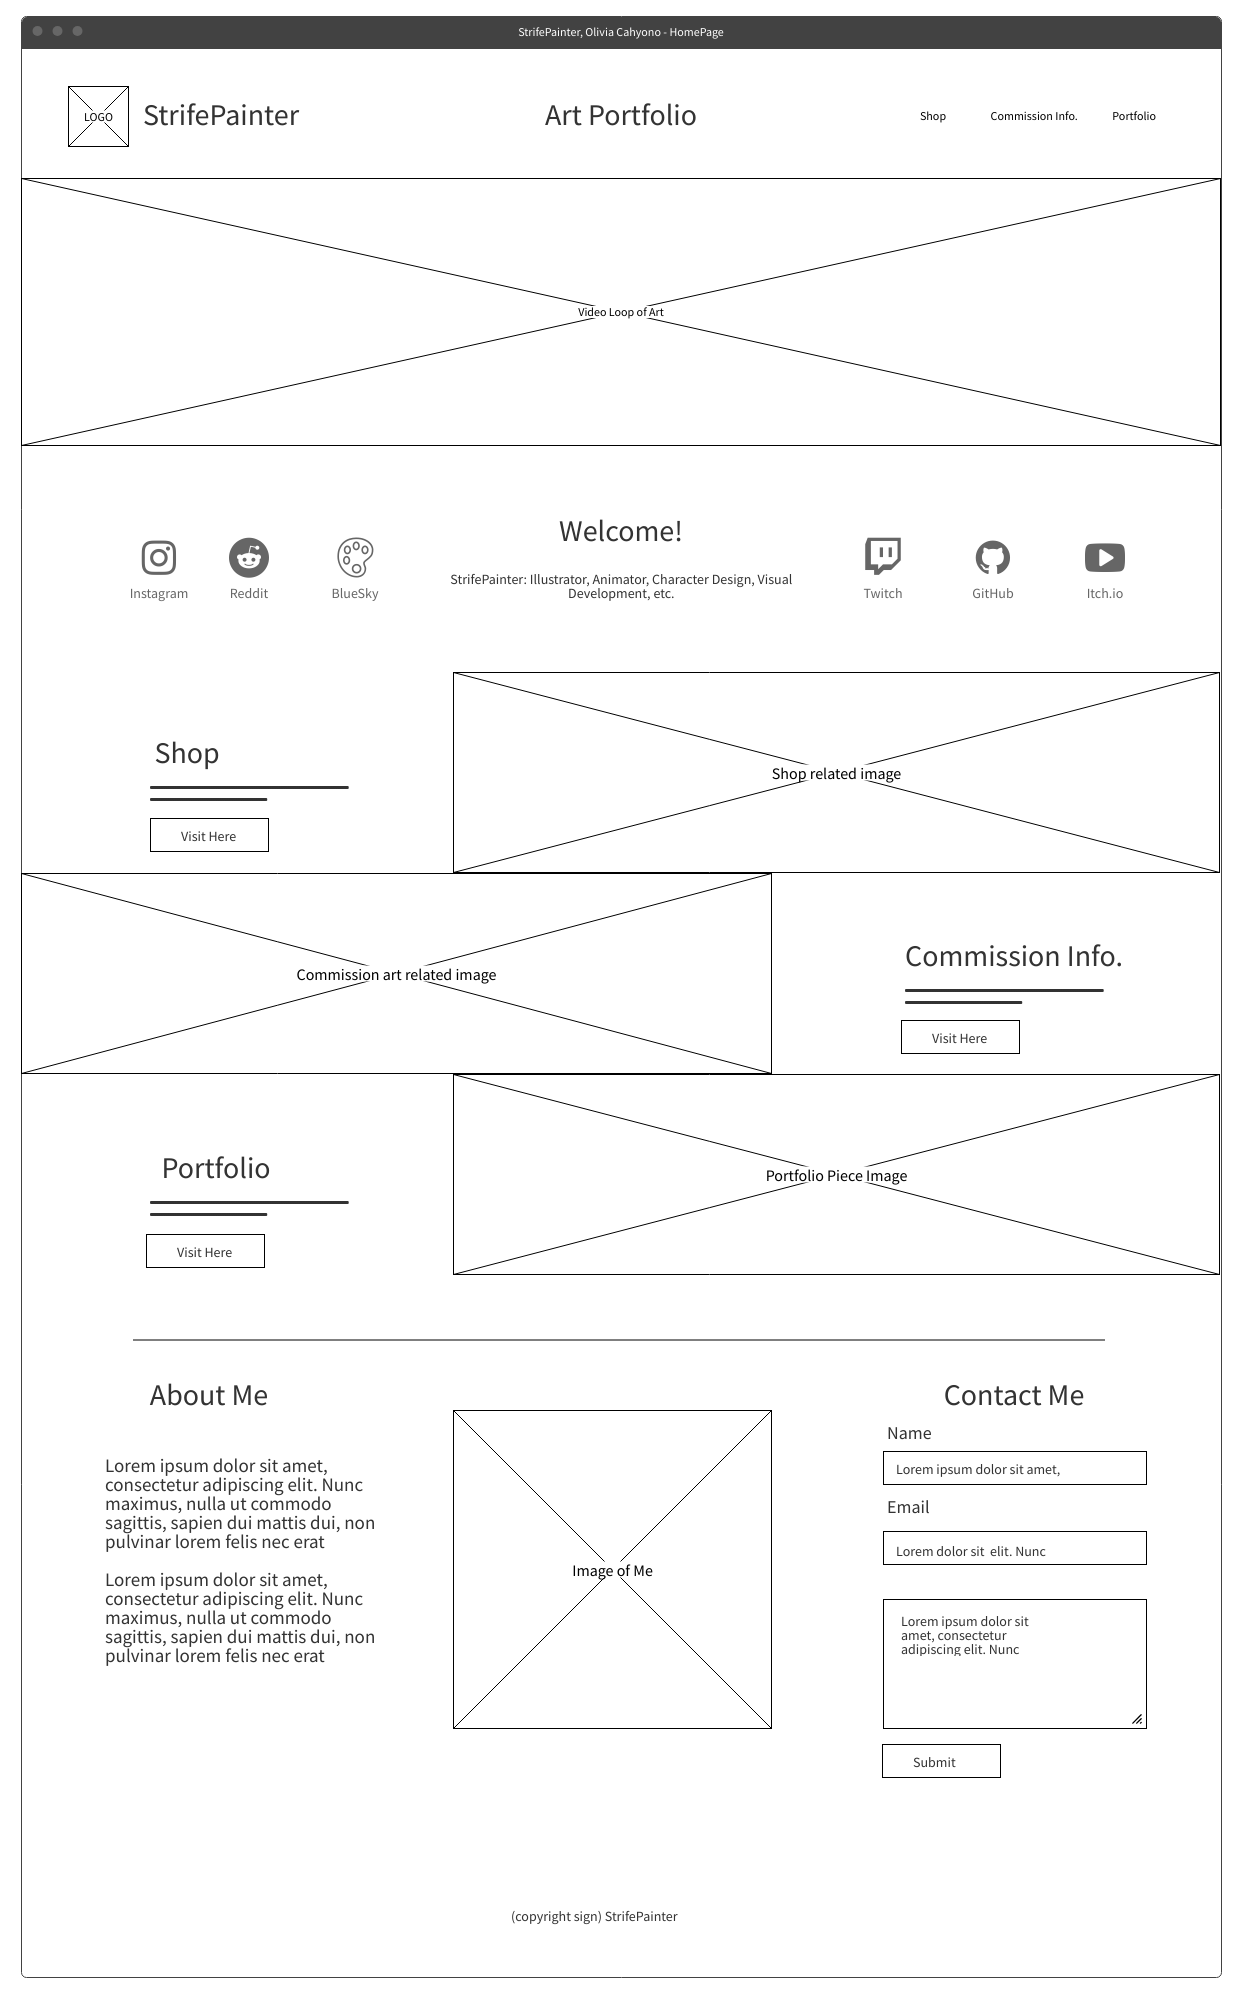 StrifePainter, Olivia Cahyono - HomePage
LOGO
StrifePainter
Art Portfolio
Shop
Commission Info.
Portfolio
Video Loop of Art
Welcome!
StrifePainter: Illustrator, Animator, Character Design, Visual
Development, etc.
Instagram
Reddit
BlueSky
Twitch
GitHub
Itch.io
Shop
Visit Here
Shop related image
Commission art related image
Commission Info.
Visit Here
Portfolio
Visit Here
Portfolio Piece Image
About Me
Lorem ipsum dolor sit amet,
consectetur adipiscing elit. Nunc
maximus, nulla ut commodo
sagittis, sapien dui mattis dui, non
pulvinar lorem felis nec erat
Lorem ipsum dolor sit amet,
consectetur adipiscing elit. Nunc
maximus, nulla ut commodo
sagittis, sapien dui mattis dui, non
pulvinar lorem felis nec erat
Image of Me
Contact Me
Name
Lorem ipsum dolor sit amet,
Email
Lorem dolor sit  elit. Nunc
Lorem ipsum dolor sit
amet, consectetur
adipiscing elit. Nunc
Submit
(copyright sign) StrifePainter